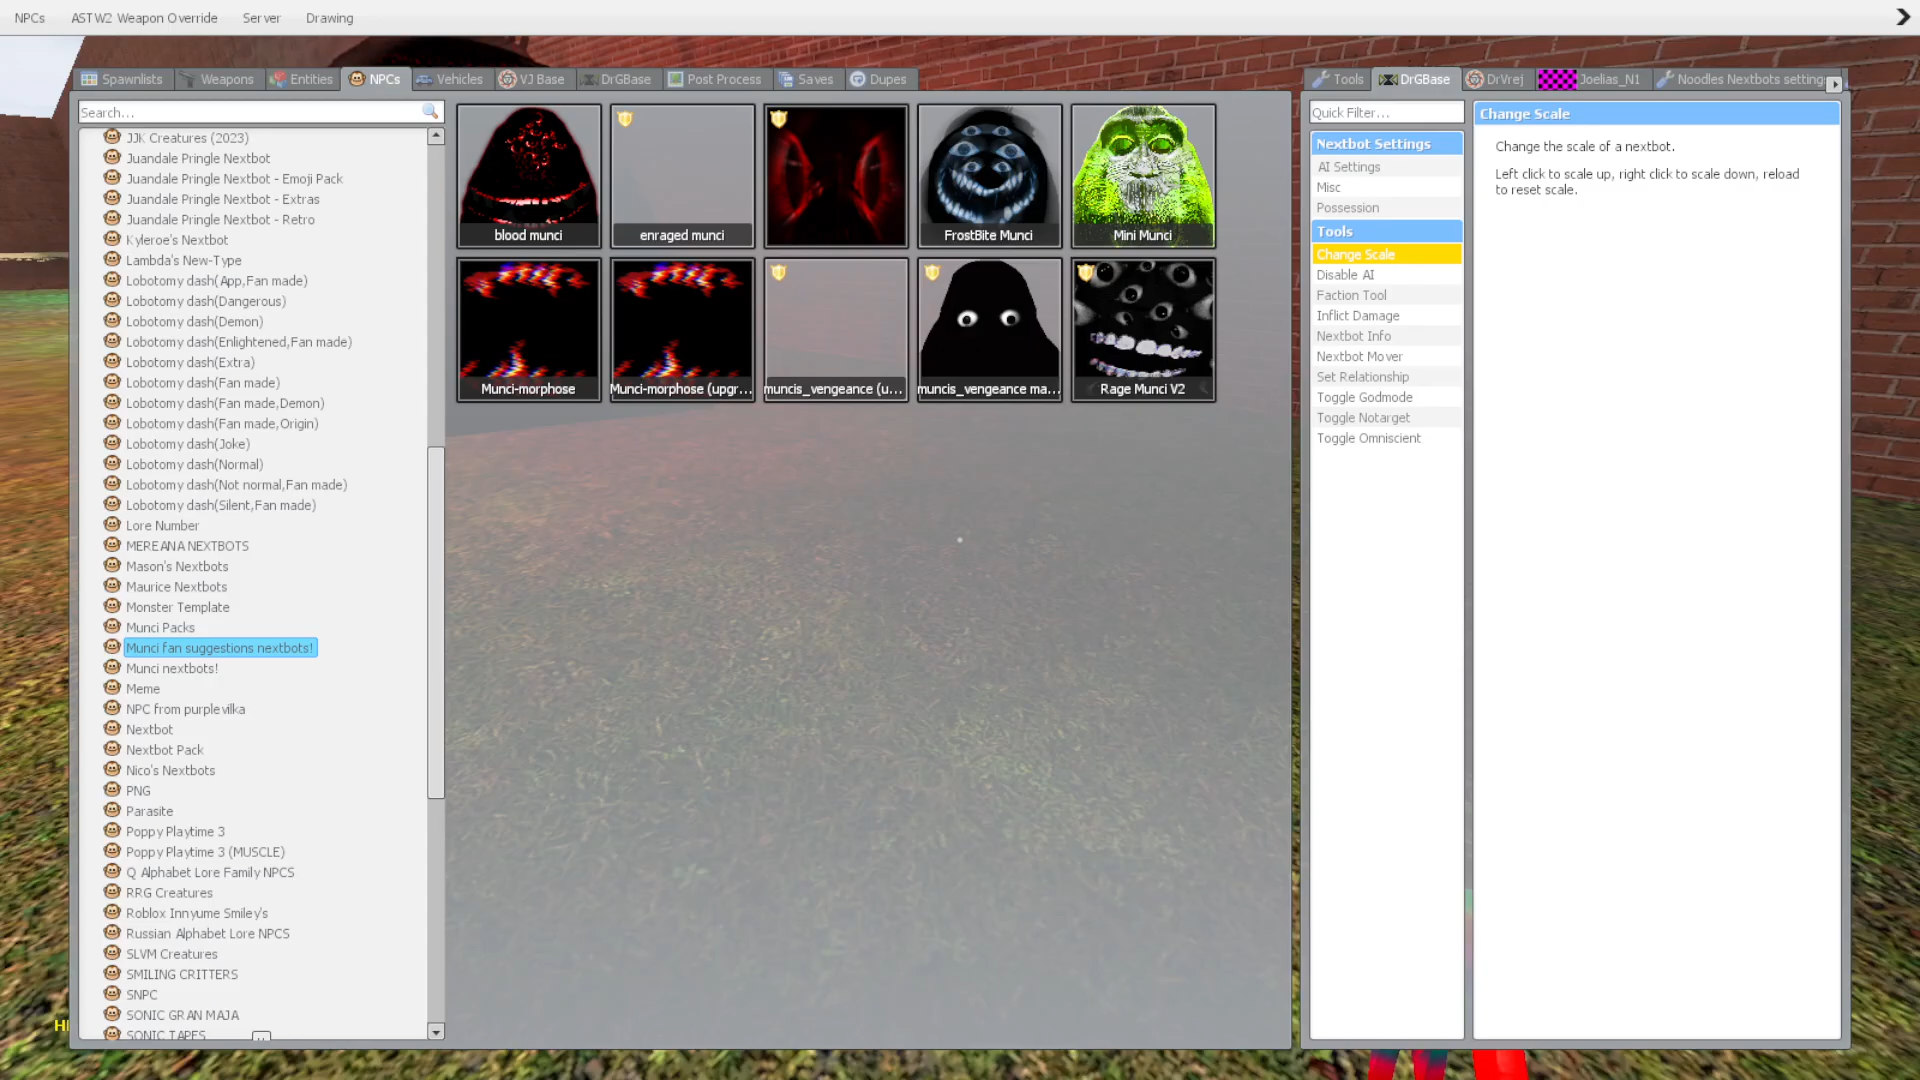 NPCs ASTW2 Weapon Override Server Drawing
Spawnlists Weapons Entities NPCs Vehicles VJ Base DrGBase Post Process Saves Dupes
Search...
JJK Creatures (2023)
Juandale Pringle Nextbot
Juandale Pringle Nextbot - Emoji Pack
Juandale Pringle Nextbot - Extras
Juandale Pringle Nextbot - Retro
Kyleroe's Nextbot
Lambda's New-Type
Lobotomy dash(App,Fan made)
Lobotomy dash(Dangerous)
Lobotomy dash(Demon)
Lobotomy dash(Enlightened,Fan made)
Lobotomy dash(Extra)
Lobotomy dash(Fan made)
Lobotomy dash(Fan made,Demon)
Lobotomy dash(Fan made,Origin)
Lobotomy dash(Joke)
Lobotomy dash(Normal)
Lobotomy dash(Not normal,Fan made)
Lobotomy dash(Silent,Fan made)
Lore Number
MEREANA NEXTBOTS
Mason's Nextbots
Maurice Nextbots
Monster Template
Munci Packs
Munci fan suggestions nextbots!
Munci nextbots!
Meme
NPC from purplevilka
Nextbot
Nextbot Pack
Nico's Nextbots
PNG
Parasite
Poppy Playtime 3
Poppy Playtime 3 (MUSCLE)
Q Alphabet Lore Family NPCS
RRG Creatures
Roblox Innyume Smiley's
Russian Alphabet Lore NPCS
SLVM Creatures
SMILING CRITTERS
SNPC
SONIC GRAN MAJA
SONIC TAPES
blood munci enraged munci FrostBite Munci Mini Munci
Munci-morphose Munci-morphose (upgr... muncis_vengeance (u... muncis_vengeance ma... Rage Munci V2
Tools DrGBase DrVrej Joelias_N1 Noodles Nextbots setting
Quick Filter...
Nextbot Settings
AI Settings
Misc
Possession
Tools
Change Scale
Disable AI
Faction Tool
Inflict Damage
Nextbot Info
Nextbot Mover
Set Relationship
Toggle Godmode
Toggle Notarget
Toggle Omniscient
Change Scale
Change the scale of a nextbot.
Left click to scale up, right click to scale down, reload
to reset scale.